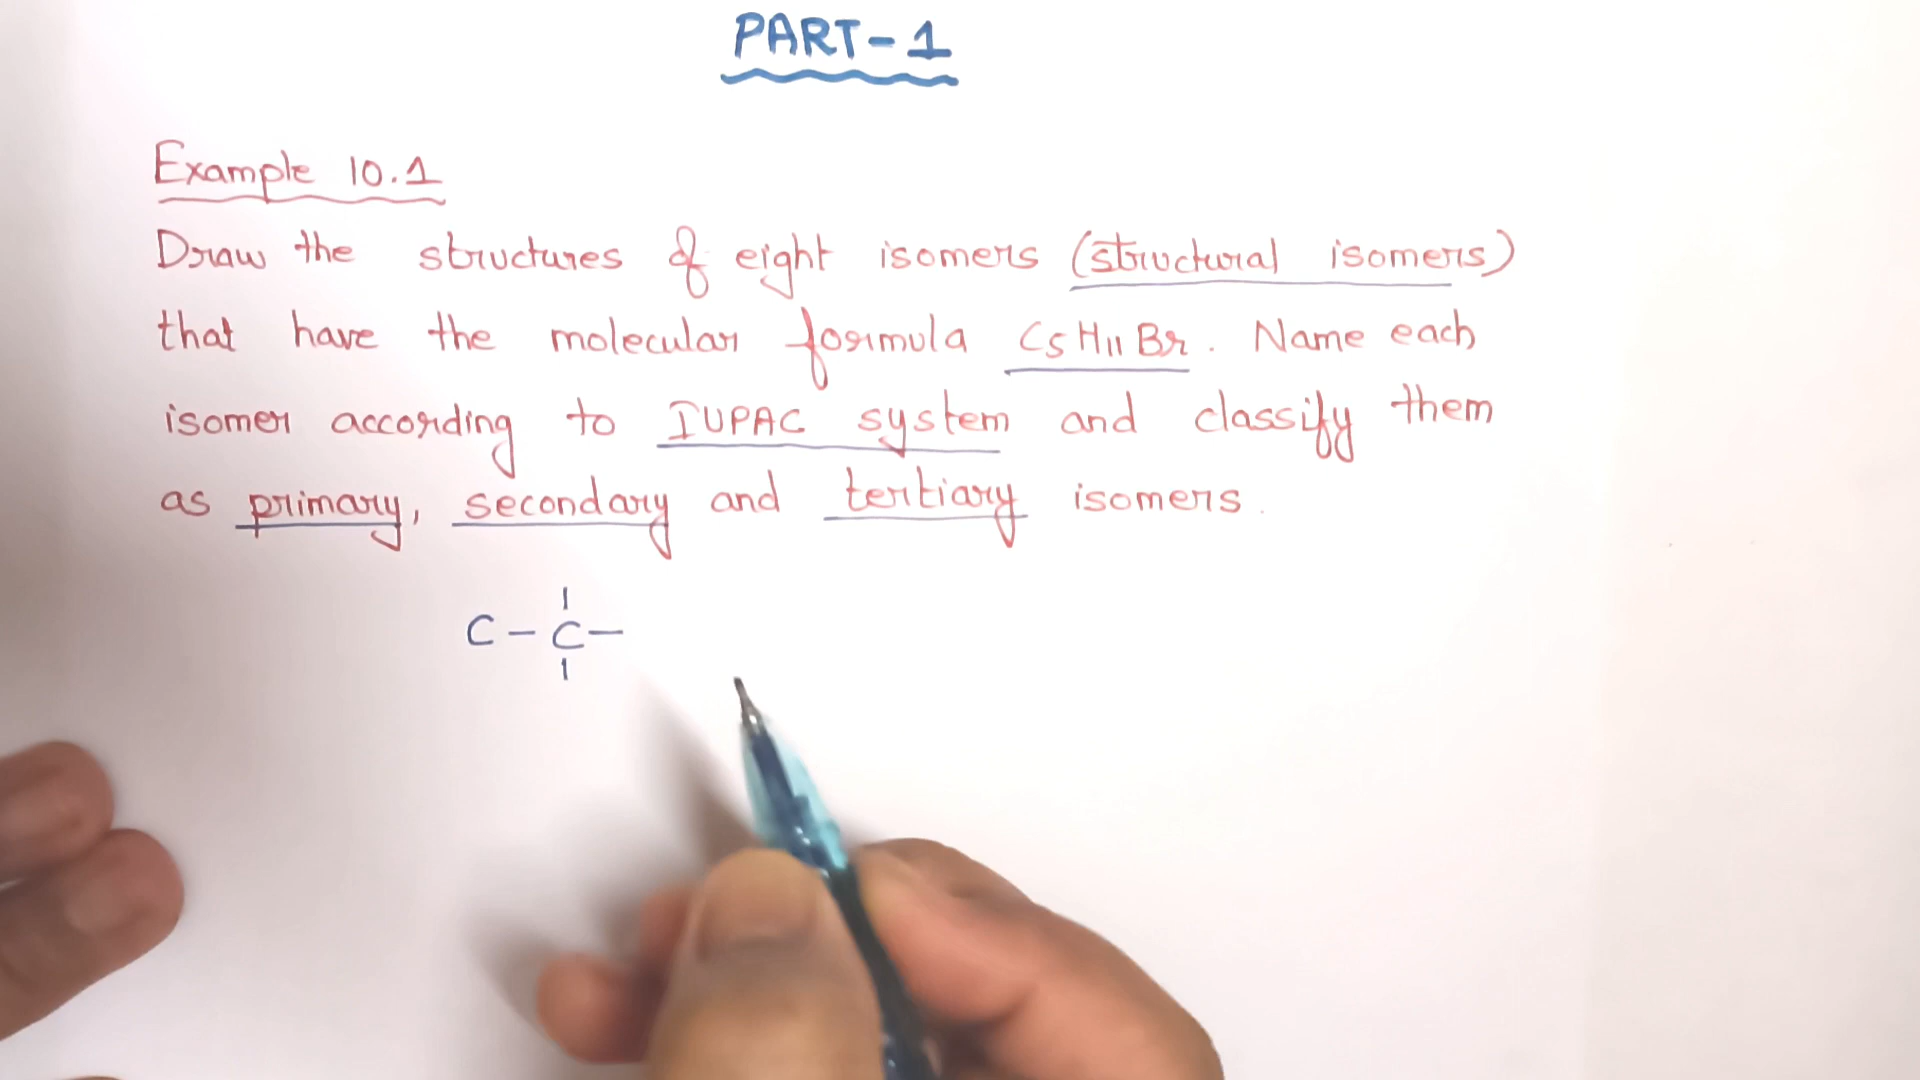 PART-1
Example 10.1
Draw the structures of eight isomers (structural isomers)
that have the molecular formula C5H11Br. Name each
isomer according to IUPAC system and classify them
as primary, secondary and tertiary isomers.
C - C -